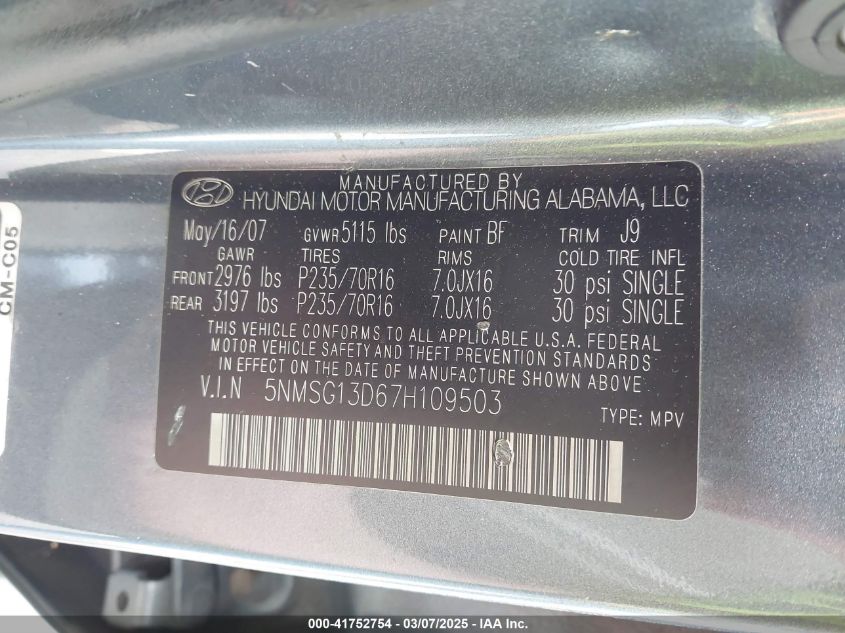 MANUFACTURED BY
HYUNDAI MOTOR MANUFACTURING ALABAMA, LLC
May/16/07 GVWR 5115 lbs PAINT BF TRIM J9
GAWR TIRES RIMS COLD TIRE INFL
FRONT 2976 lbs P235/70R16 7.0JX16 30 psi SINGLE
REAR 3197 lbs P235/70R16 7.0JX16 30 psi SINGLE
THIS VEHICLE CONFORMS TO ALL APPLICABLE U.S.A. FEDERAL
MOTOR VEHICLE SAFETY AND THEFT PREVENTION STANDARDS
IN EFFECT ON THE DATE OF MANUFACTURE SHOWN ABOVE
V.I.N 5NMSG13D67H109503
TYPE: MPV
CM-C05
000-41752754 — 03/07/2025 — IAA Inc.